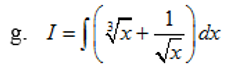 g. I = ∫(∛x + 1/√x) dx